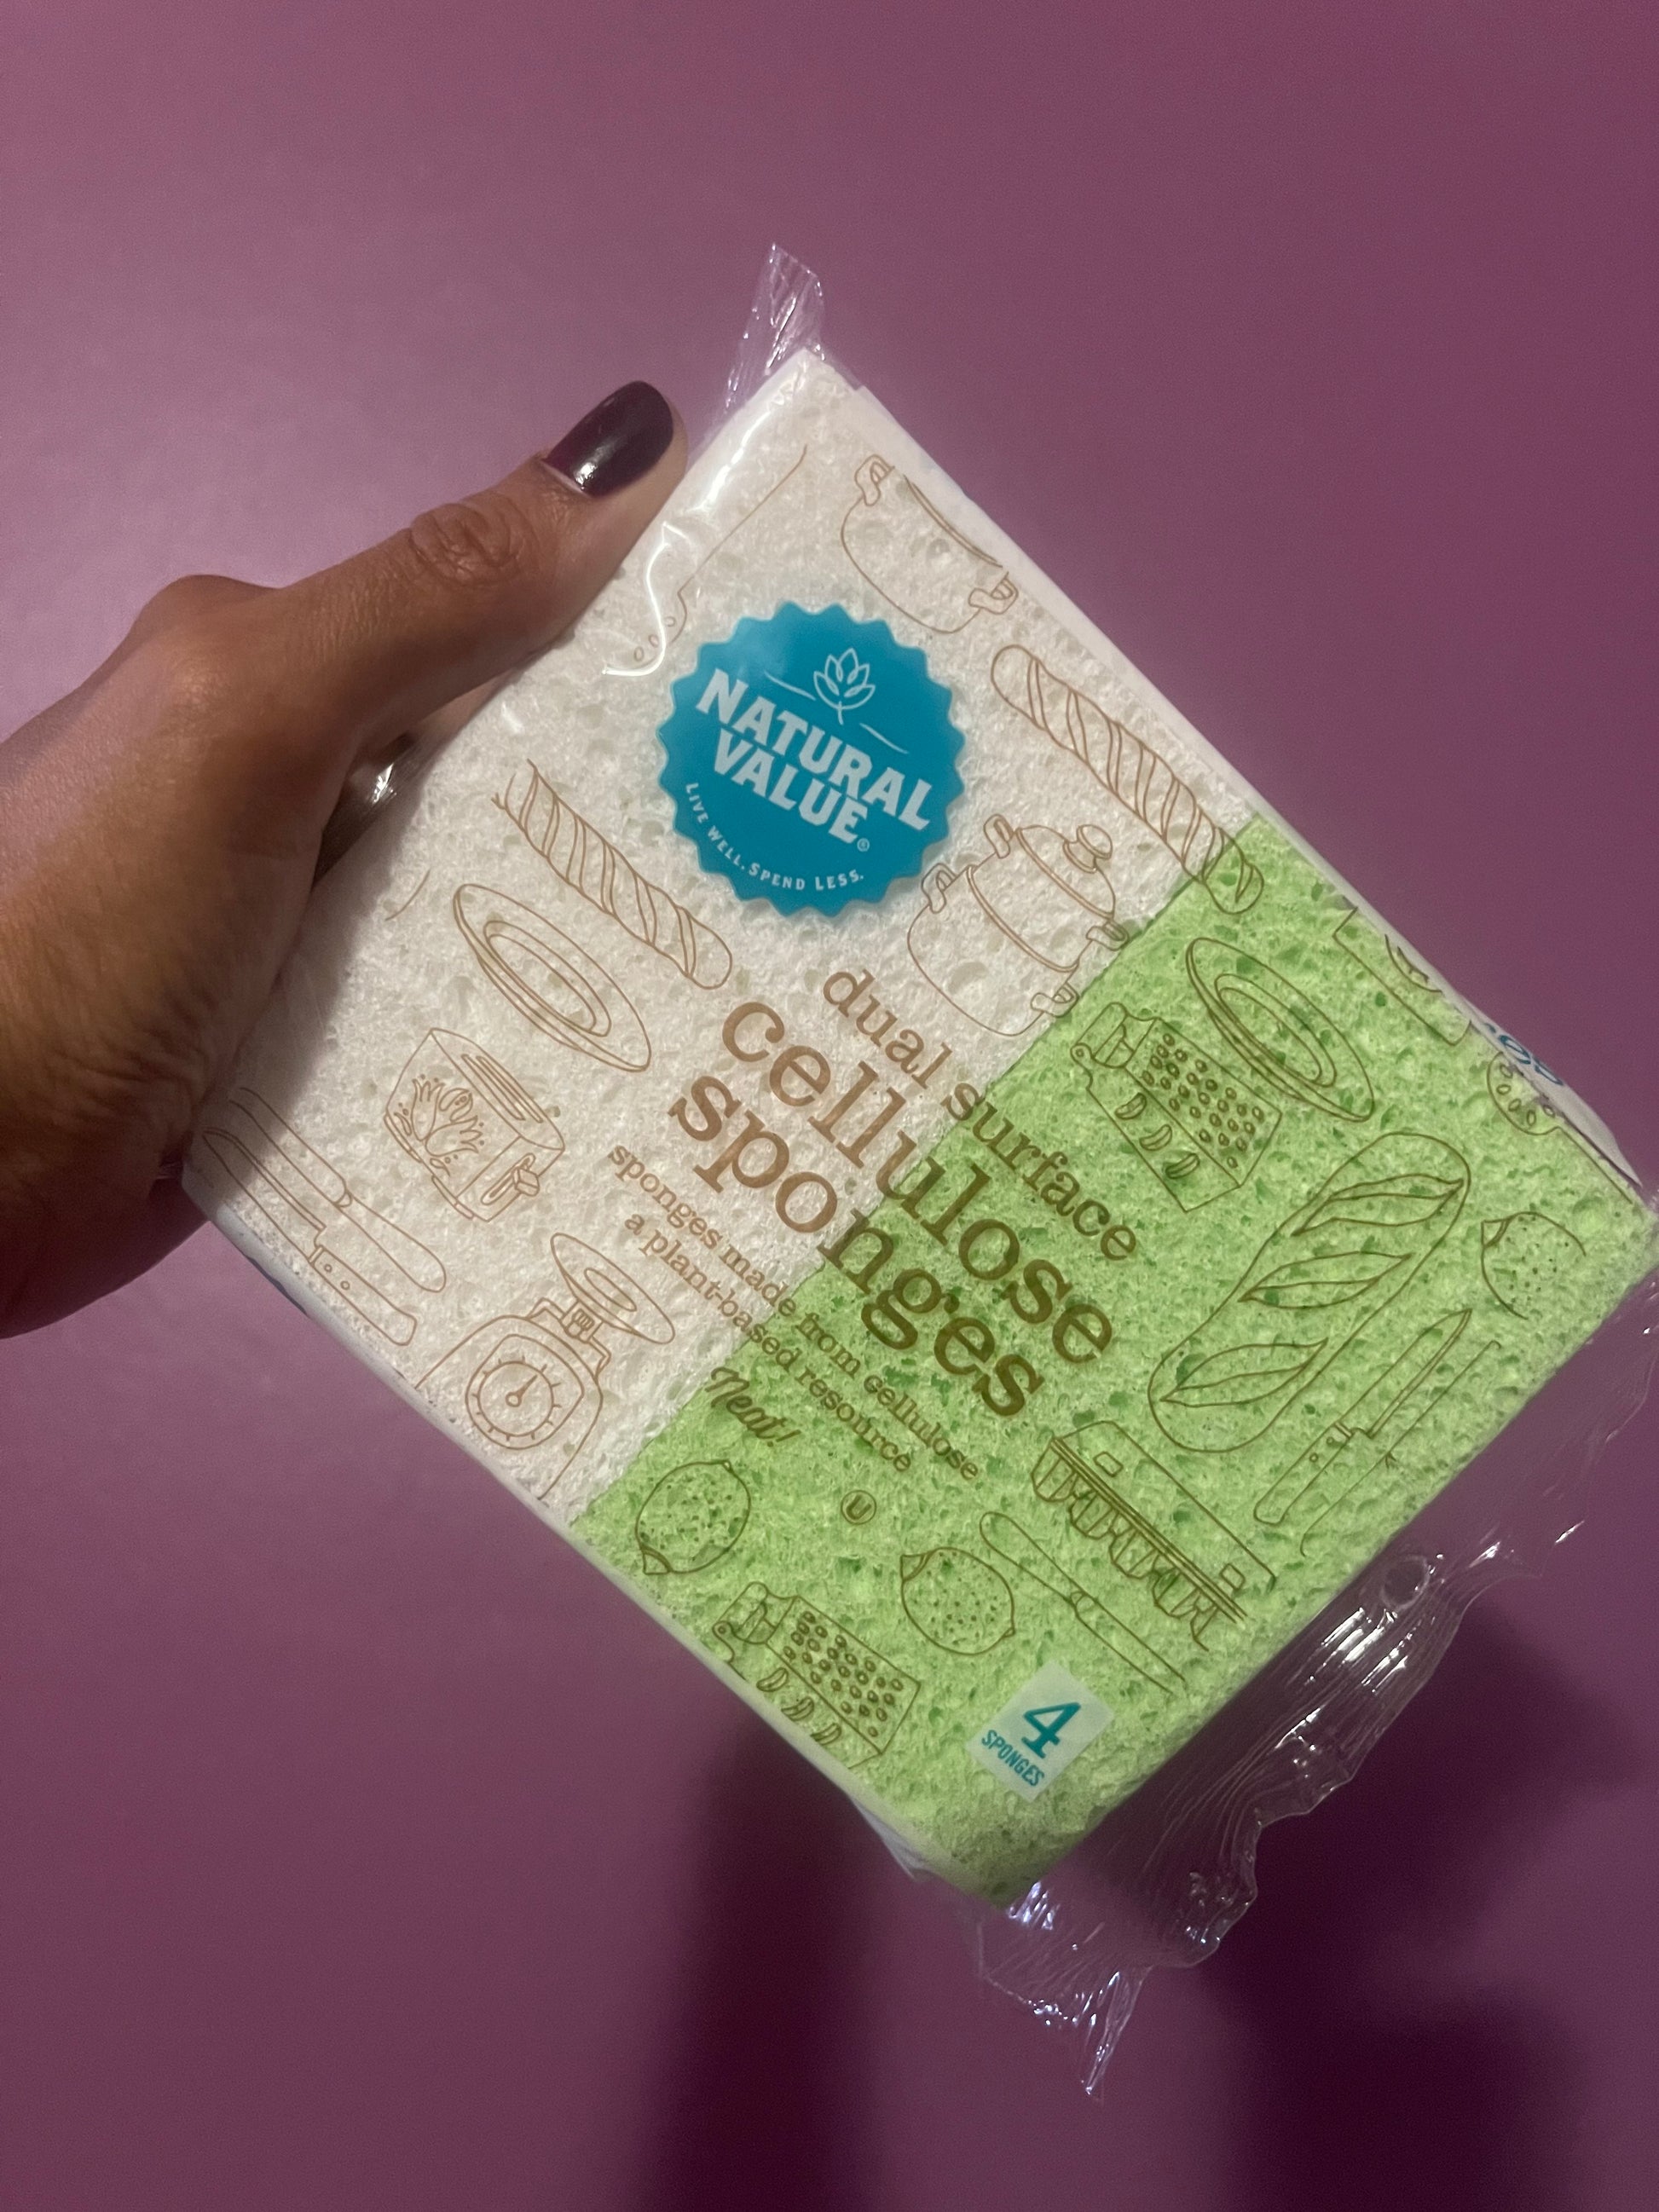 NATURAL
VALUE®
LIVE WELL. SPEND LESS.
dual surface
cellulose
sponges
sponges made from cellulose
a plant-based resource
Neat!
U
4
SPONGES